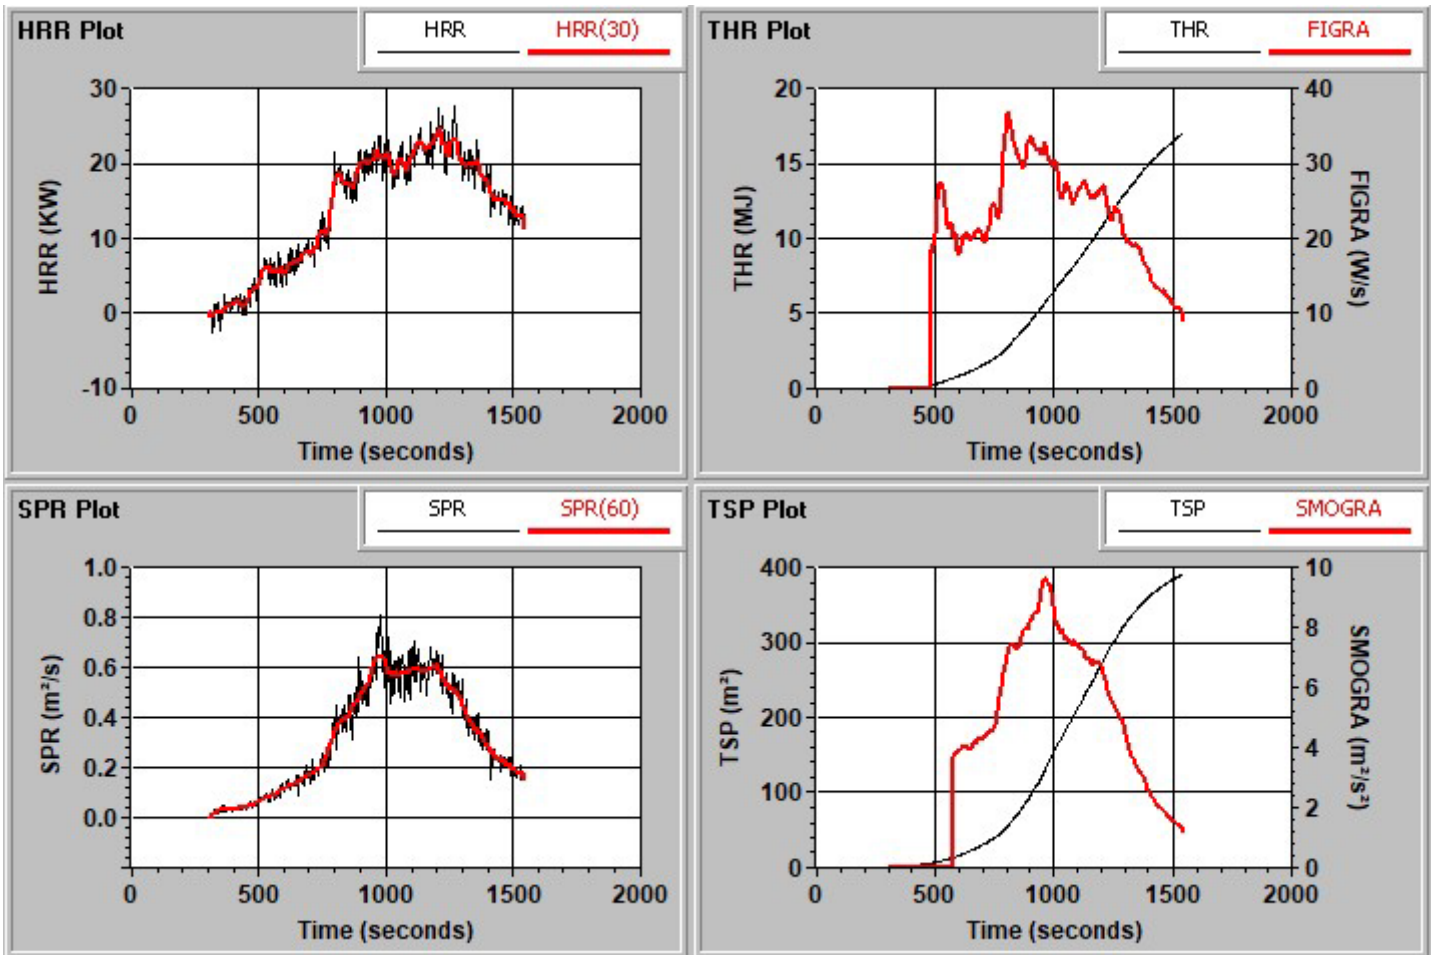 HRR Plot HRR HRR(30)
30
20
10
0
-10
HRR (KW)
0 500 1000 1500 2000
Time (seconds)
THR Plot THR FIGRA
20 40
15 30
10 20
5 10
0 0
THR (MJ)
FIGRA (W/s)
0 500 1000 1500 2000
Time (seconds)
SPR Plot SPR SPR(60)
1.0
0.8
0.6
0.4
0.2
0.0
SPR (m²/s)
0 500 1000 1500 2000
Time (seconds)
TSP Plot TSP SMOGRA
400 10
8
300
6
200
4
100
2
0 0
TSP (m²)
SMOGRA (m²/s²)
0 500 1000 1500 2000
Time (seconds)